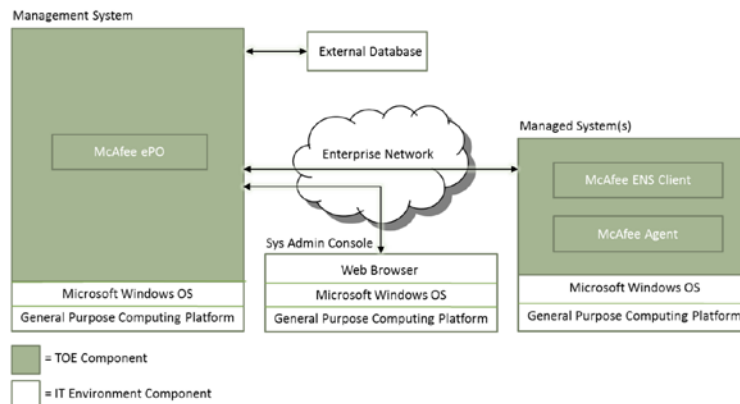 Management System
External Database
McAfee ePO
Enterprise Network
Managed System(s)
McAfee ENS Client
McAfee Agent
Sys Admin Console
Web Browser
Microsoft Windows OS
General Purpose Computing Platform
Microsoft Windows OS
General Purpose Computing Platform
Microsoft Windows OS
General Purpose Computing Platform
= TOE Component
= IT Environment Component